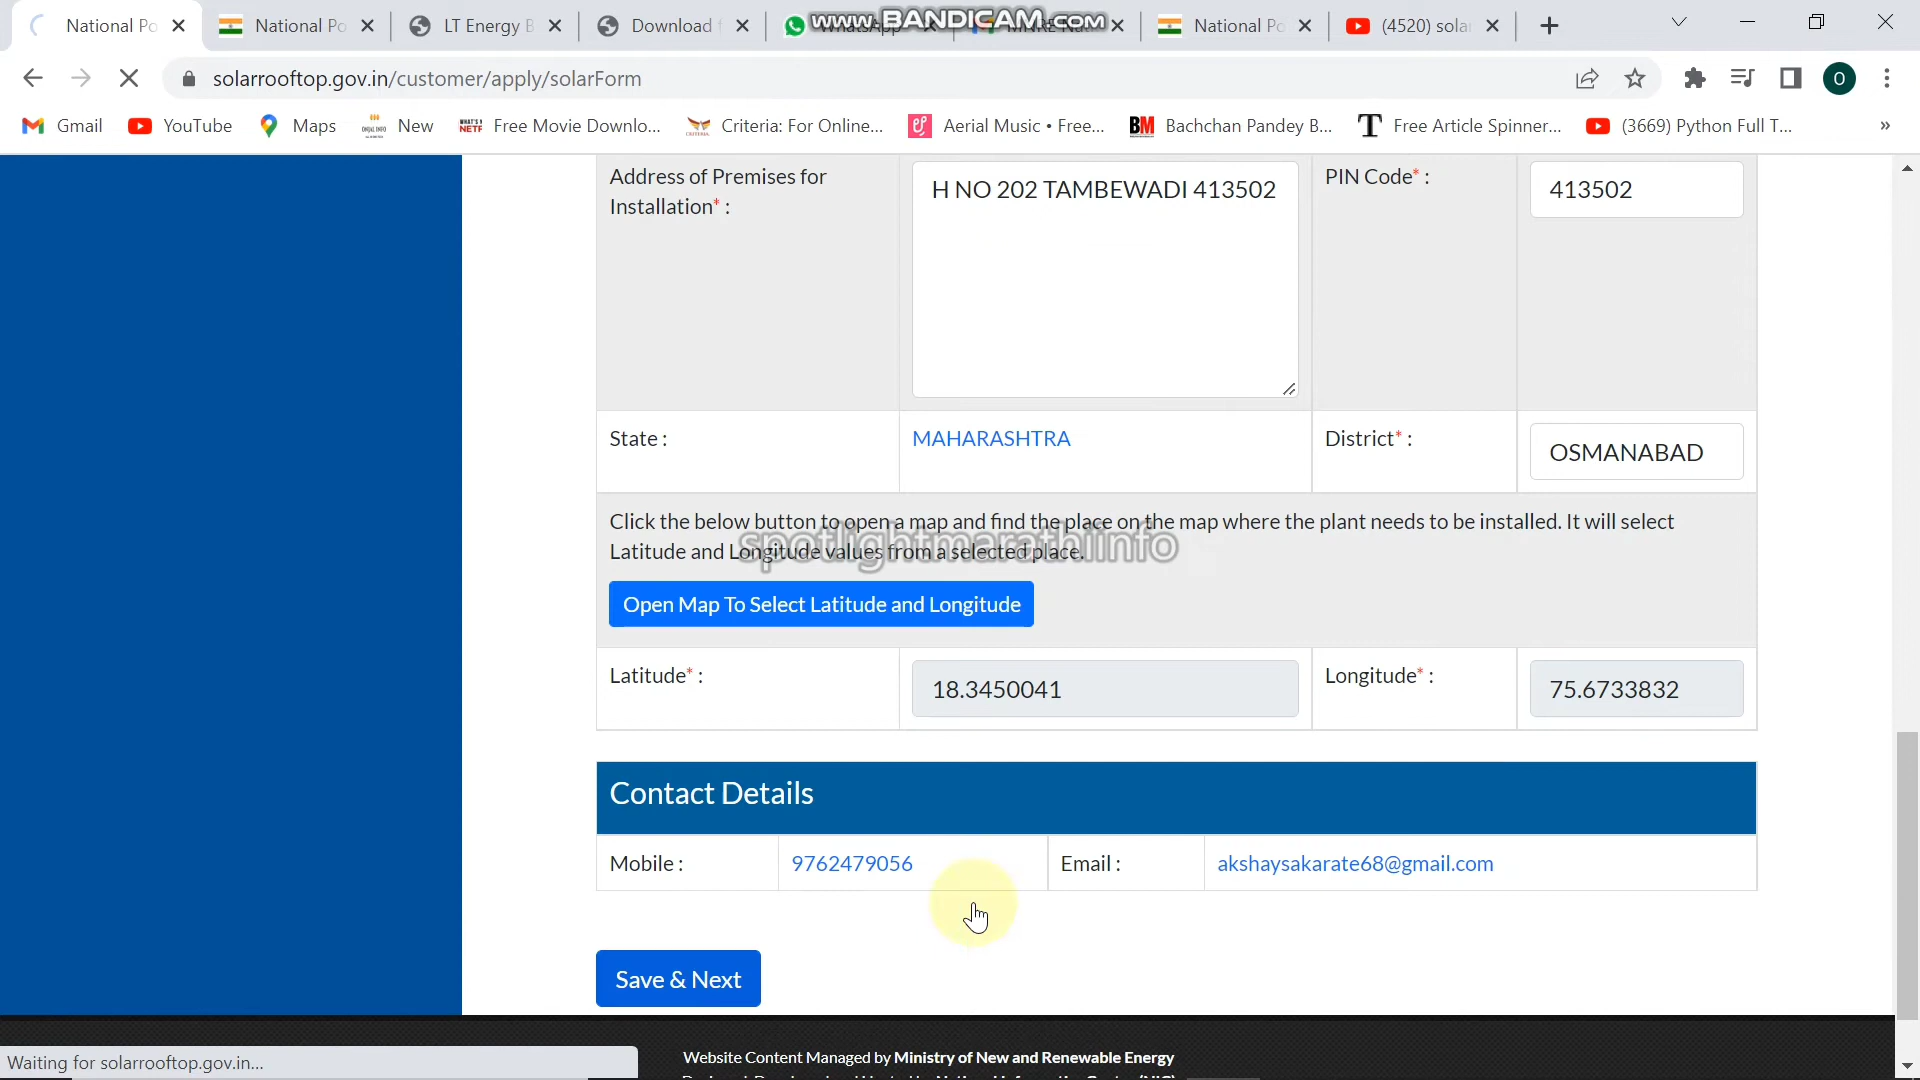 National Po
National Po
LT Energy B
Download
WhatsApp
www.BANDICAM.com
National Po
(4520) sola
solarrooftop.gov.in/customer/apply/solarForm
O
Gmail
YouTube
Maps
New
Free Movie Downlo...
Criteria: For Online...
Aerial Music • Free...
BM
Bachchan Pandey B...
T
Free Article Spinner...
(3669) Python Full T...
»
Address of Premises for
Installation* :
H NO 202 TAMBEWADI 413502
PIN Code* :
413502
State :
MAHARASHTRA
District* :
OSMANABAD
Click the below button to open a map and find the place on the map where the plant needs to be installed. It will select
Latitude and Longitude values from a selected place.
spotlightmarathiinfo
Open Map To Select Latitude and Longitude
Latitude* :
18.3450041
Longitude* :
75.6733832
Contact Details
Mobile :
9762479056
Email :
akshaysakarate68@gmail.com
Save & Next
Waiting for solarrooftop.gov.in...
Website Content Managed by Ministry of New and Renewable Energy